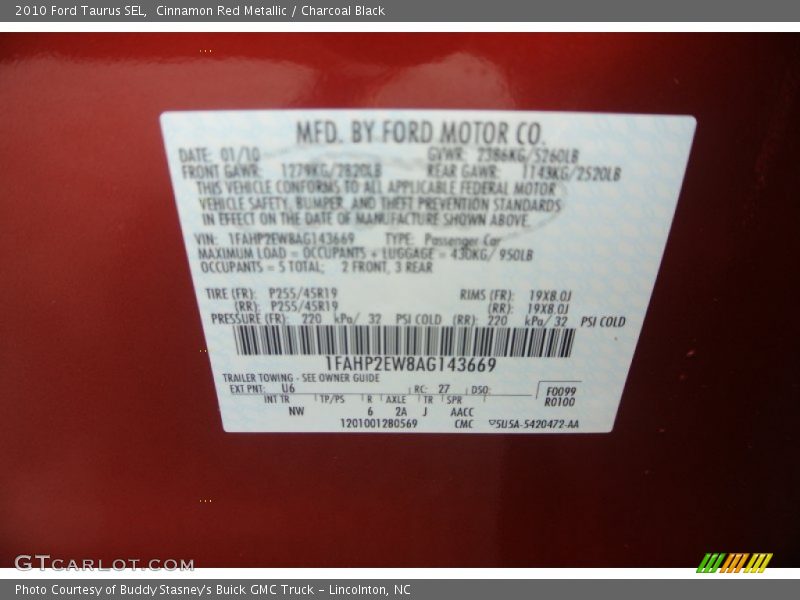 2010 Ford Taurus SEL,  Cinnamon Red Metallic / Charcoal Black
MFD. BY FORD MOTOR CO.
DATE: 01/10 GVWR: 2386KG/5260LB
FRONT GAWR: 1279KG/2820LB REAR GAWR: 1143KG/2520LB
THIS VEHICLE CONFORMS TO ALL APPLICABLE FEDERAL MOTOR
VEHICLE SAFETY, BUMPER, AND THEFT PREVENTION STANDARDS
IN EFFECT ON THE DATE OF MANUFACTURE SHOWN ABOVE.
VIN: 1FAHP2EW8AG143669 TYPE: Passenger Car
MAXIMUM LOAD = OCCUPANTS + LUGGAGE = 430KG/ 950LB
OCCUPANTS = 5 TOTAL; 2 FRONT, 3 REAR
TIRE (FR): P255/45R19 RIMS (FR): 19X8.0J
(RR): P255/45R19 (RR): 19X8.0J
PRESSURE (FR): 220 kPa/ 32 PSI COLD (RR): 220 kPa/ 32 PSI COLD
1FAHP2EW8AG143669
TRAILER TOWING - SEE OWNER GUIDE
EXT PNT: U6 RC: 27 DSO: F0099
INT TR TP/PS R AXLE TR SPR R0100
NW 6 2A J AACC
1201001280569 CMC 5U5A-5420472-AA
GTCARLOT.COM
Photo Courtesy of Buddy Stasney's Buick GMC Truck - Lincolnton, NC